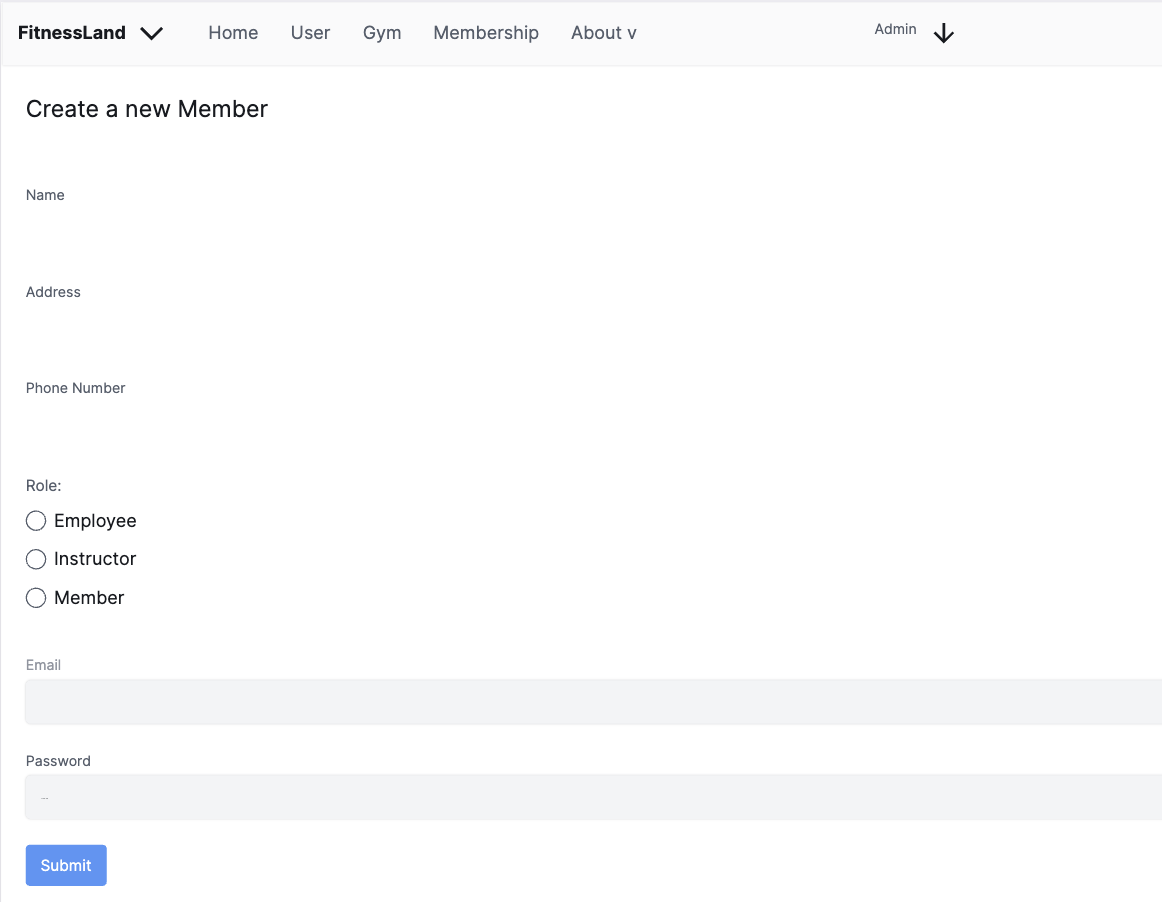 FitnessLand Home User Gym Membership About v Admin
Create a new Member
Name
Address
Phone Number
Role:
Employee
Instructor
Member
Email
Password
...
Submit